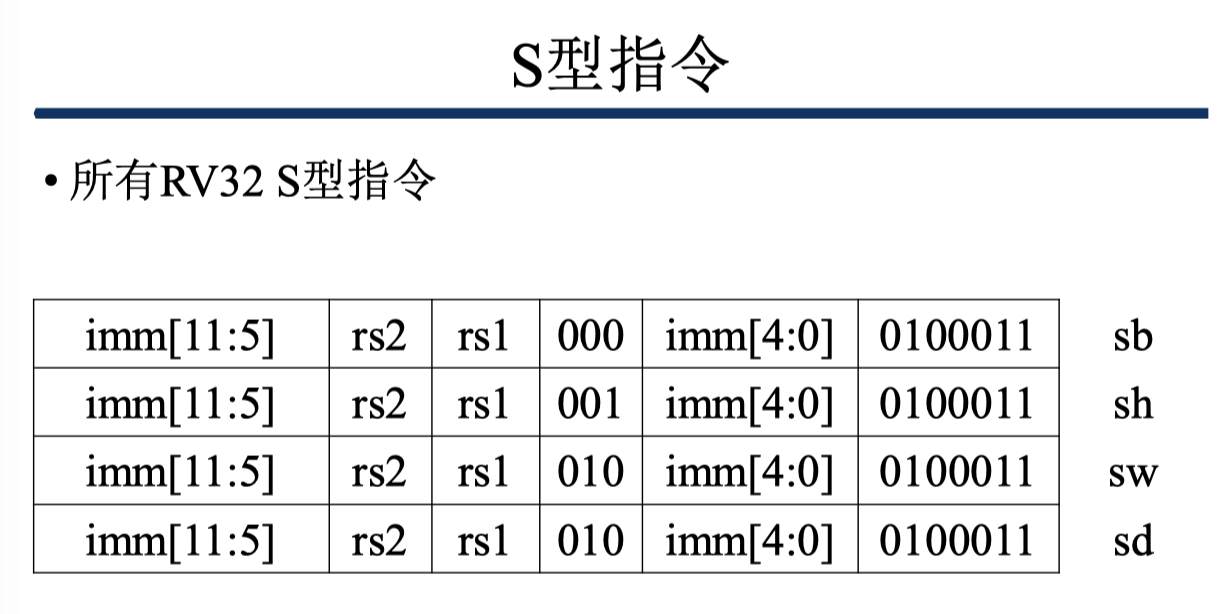 S型指令
• 所有RV32 S型指令
imm[11:5] rs2 rs1 000 imm[4:0] 0100011 sb
imm[11:5] rs2 rs1 001 imm[4:0] 0100011 sh
imm[11:5] rs2 rs1 010 imm[4:0] 0100011 sw
imm[11:5] rs2 rs1 010 imm[4:0] 0100011 sd